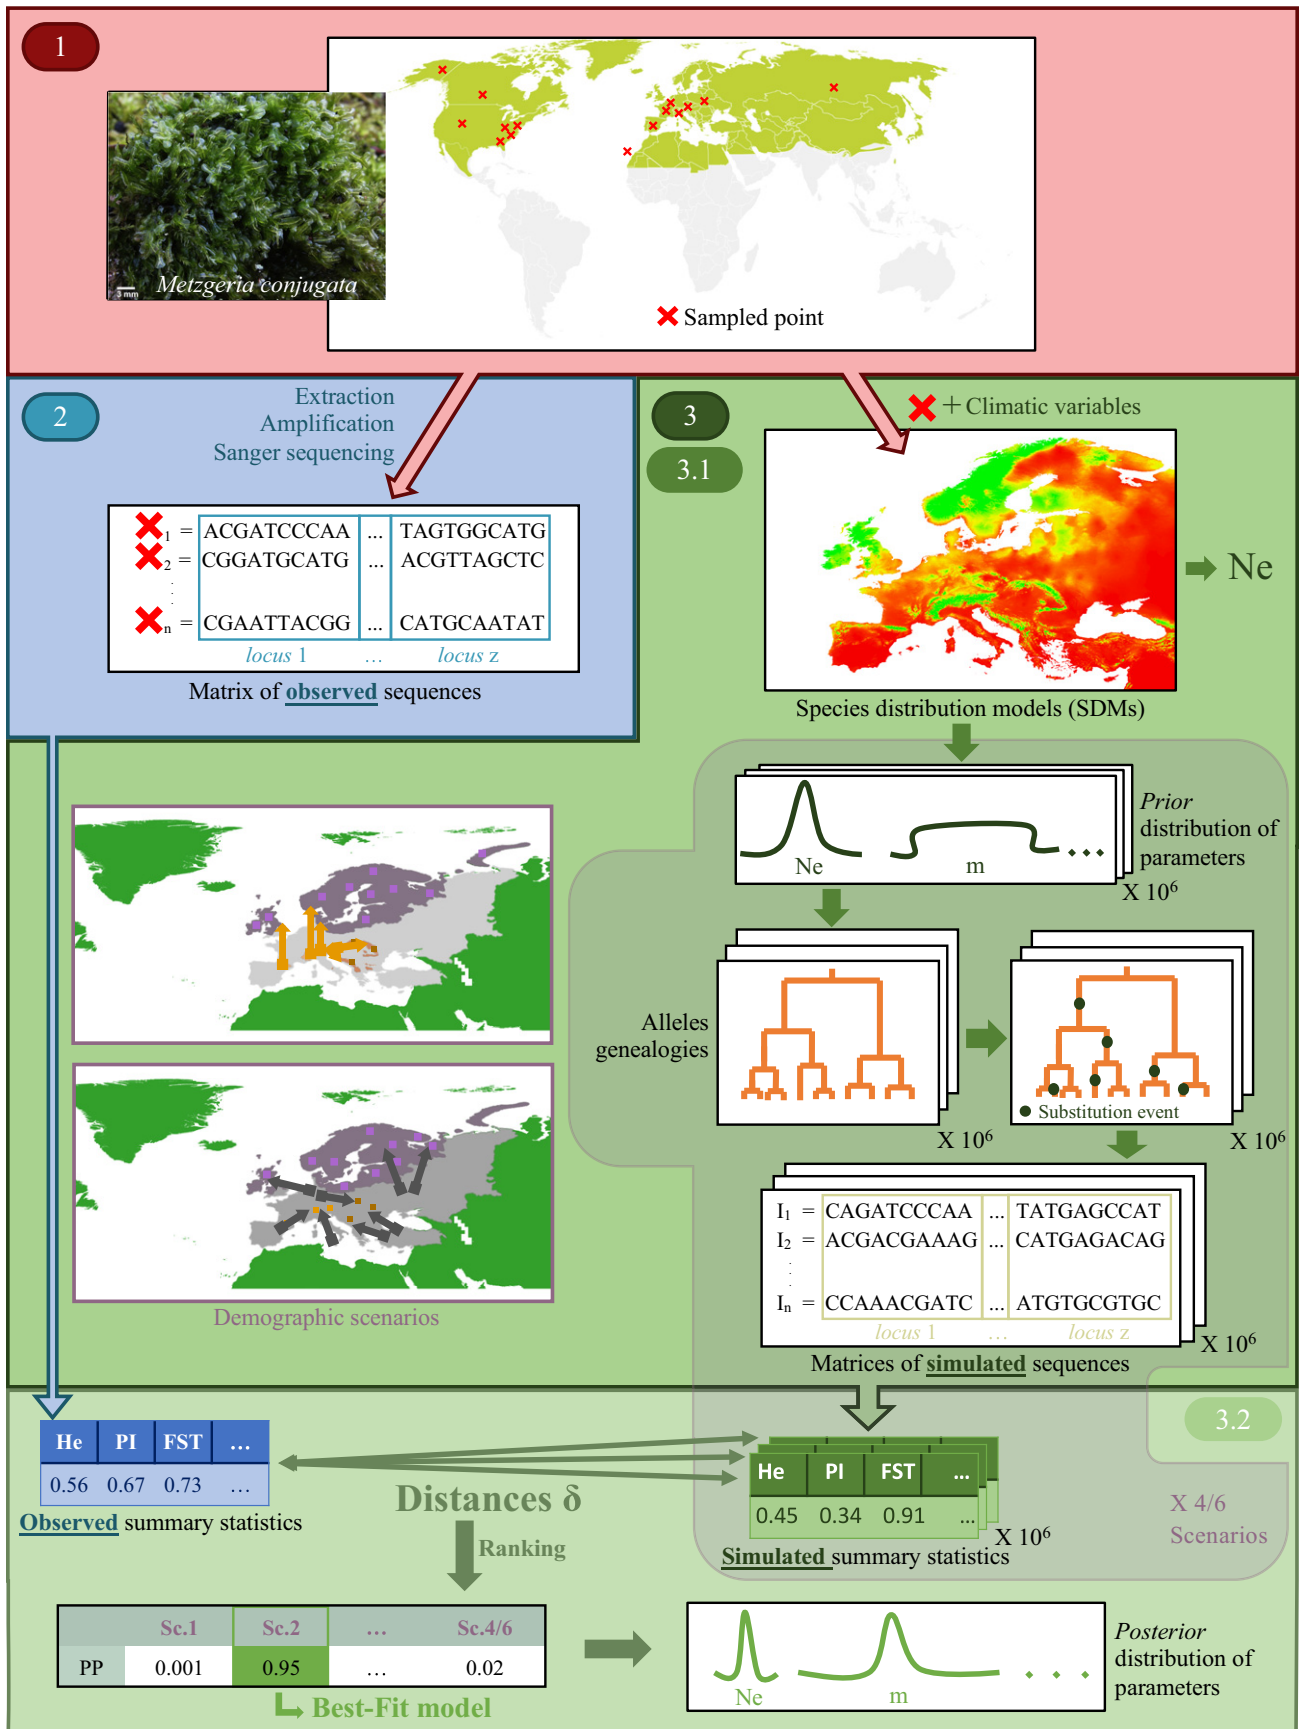 1
3 mm
Metzgeria conjugata
Sampled point
2
Extraction
Amplification
Sanger sequencing
1 = ACGATCCCAA ... TAGTGGCATG
2 = CGGATGCATG ... ACGTTAGCTC
n = CGAATTACGG ... CATGCAATAT
locus 1 ... locus z
Matrix of observed sequences
3
3.1
+ Climatic variables
Ne
Species distribution models (SDMs)
Ne
m
Prior
distribution of
parameters
X 10⁶
Alleles
genealogies
X 10⁶
Substitution event
X 10⁶
I1 = CAGATCCCAA ... TATGAGCCAT
I2 = ACGACGAAAG ... CATGAGACAG
In = CCAAACGATC ... ATGTGCGTGC
locus 1 ... locus z
X 10⁶
Matrices of simulated sequences
Demographic scenarios
3.2
He PI FST ...
0.56 0.67 0.73 ...
Observed summary statistics
Distances δ
Ranking
He PI FST ...
0.45 0.34 0.91 ...
X 10⁶
Simulated summary statistics
X 4/6
Scenarios
Sc.1 Sc.2 ... Sc.4/6
PP 0.001 0.95 ... 0.02
Best-Fit model
Ne
m
Posterior
distribution of
parameters